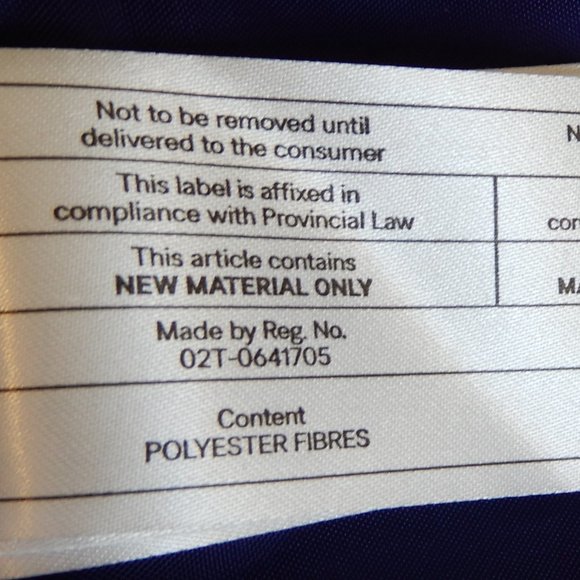 Not to be removed until
delivered to the consumer
This label is affixed in
compliance with Provincial Law
This article contains
NEW MATERIAL ONLY
Made by Reg. No.
02T-0641705
Content
POLYESTER FIBRES